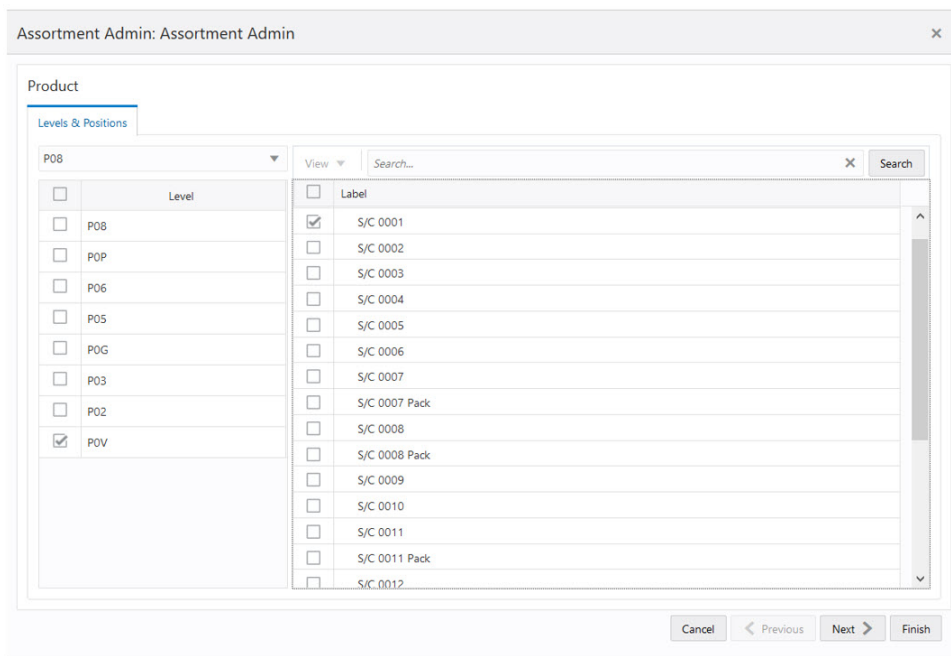 Assortment Admin: Assortment Admin
Product
Levels & Positions
P08
View
Search...
Search
Level
P08
P0P
P06
P05
P0G
P03
P02
P0V
Label
S/C 0001
S/C 0002
S/C 0003
S/C 0004
S/C 0005
S/C 0006
S/C 0007
S/C 0007 Pack
S/C 0008
S/C 0008 Pack
S/C 0009
S/C 0010
S/C 0011
S/C 0011 Pack
S/C 0012
Cancel
Previous
Next
Finish